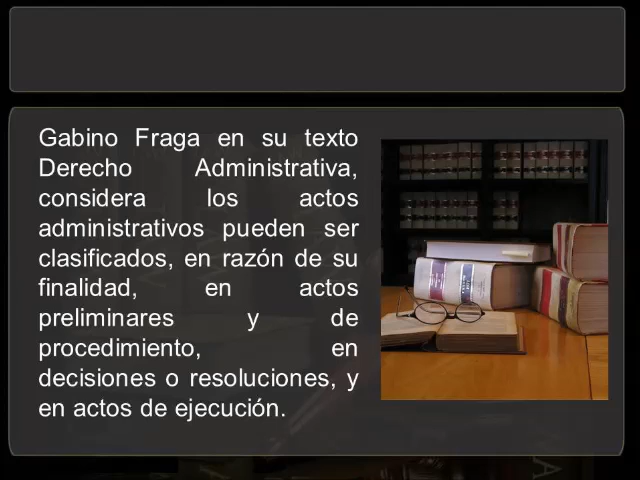 Gabino Fraga en su texto
Derecho Administrativa,
considera los actos
administrativos pueden ser
clasificados, en razón de su
finalidad, en actos
preliminares y de
procedimiento, en
decisiones o resoluciones, y
en actos de ejecución.